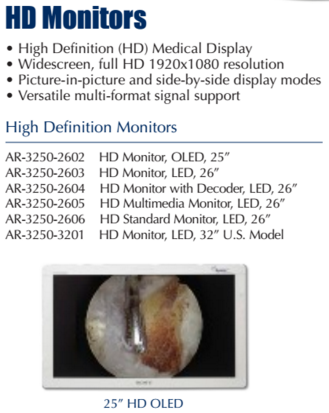 HD Monitors
• High Definition (HD) Medical Display
• Widescreen, full HD 1920x1080 resolution
• Picture-in-picture and side-by-side display modes
• Versatile multi-format signal support
High Definition Monitors
AR-3250-2602 HD Monitor, OLED, 25”
AR-3250-2603 HD Monitor, LED, 26”
AR-3250-2604 HD Monitor with Decoder, LED, 26”
AR-3250-2605 HD Multimedia Monitor, LED, 26”
AR-3250-2606 HD Standard Monitor, LED, 26”
AR-3250-3201 HD Monitor, LED, 32” U.S. Model
SONY
25” HD OLED